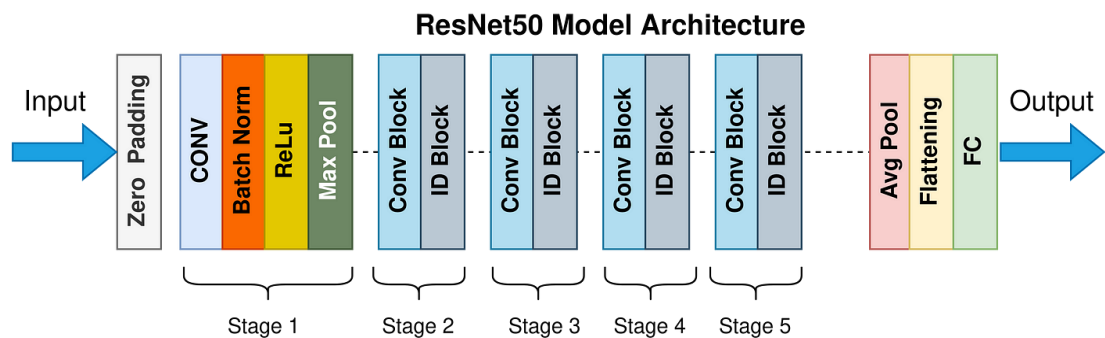 ResNet50 Model Architecture
Input
Zero Padding
CONV
Batch Norm
ReLu
Max Pool
Conv Block
ID Block
Conv Block
ID Block
Conv Block
ID Block
Conv Block
ID Block
Avg Pool
Flattening
FC
Output
Stage 1
Stage 2
Stage 3
Stage 4
Stage 5